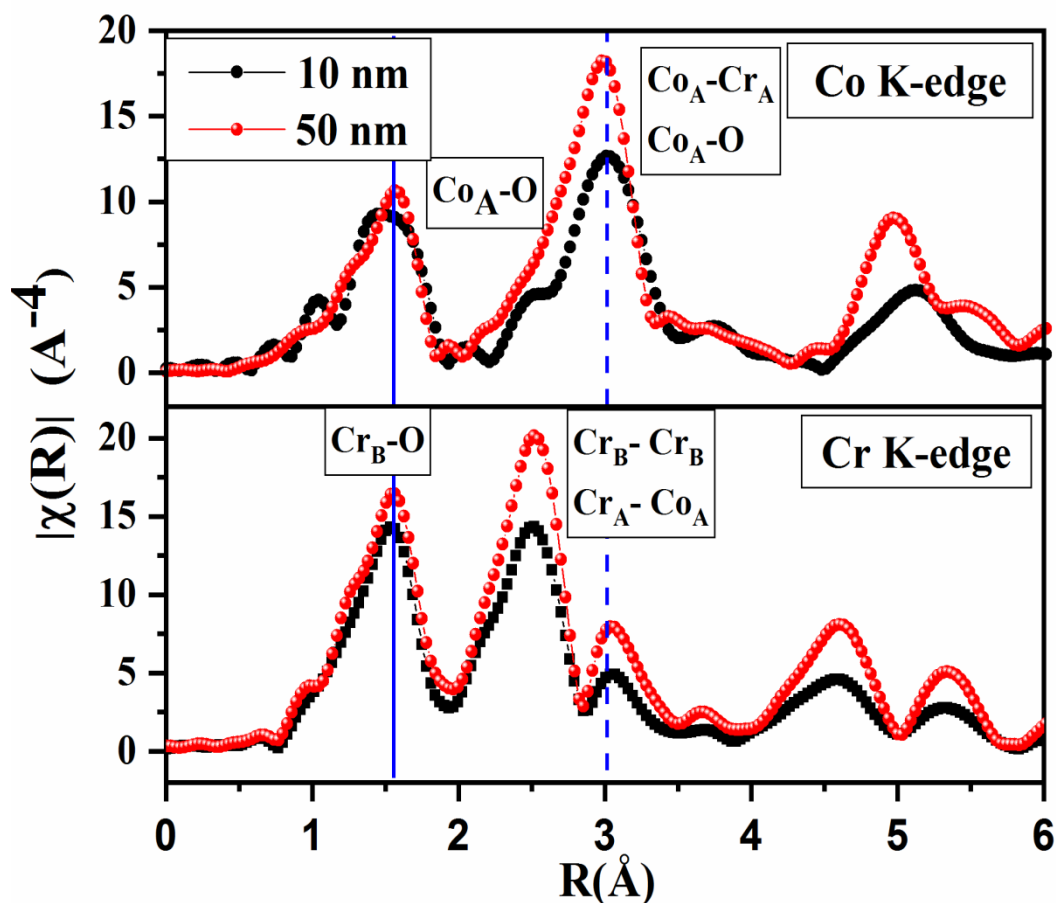 20
15
10
5
0
10 nm
50 nm
Co_A-O
Co_A-Cr_A
Co_A-O
Co K-edge
|χ(R)| (A^-4)
20
15
10
5
0
Cr_B-O
Cr_B- Cr_B
Cr_A- Co_A
Cr K-edge
0 1 2 3 4 5 6
R(Å)